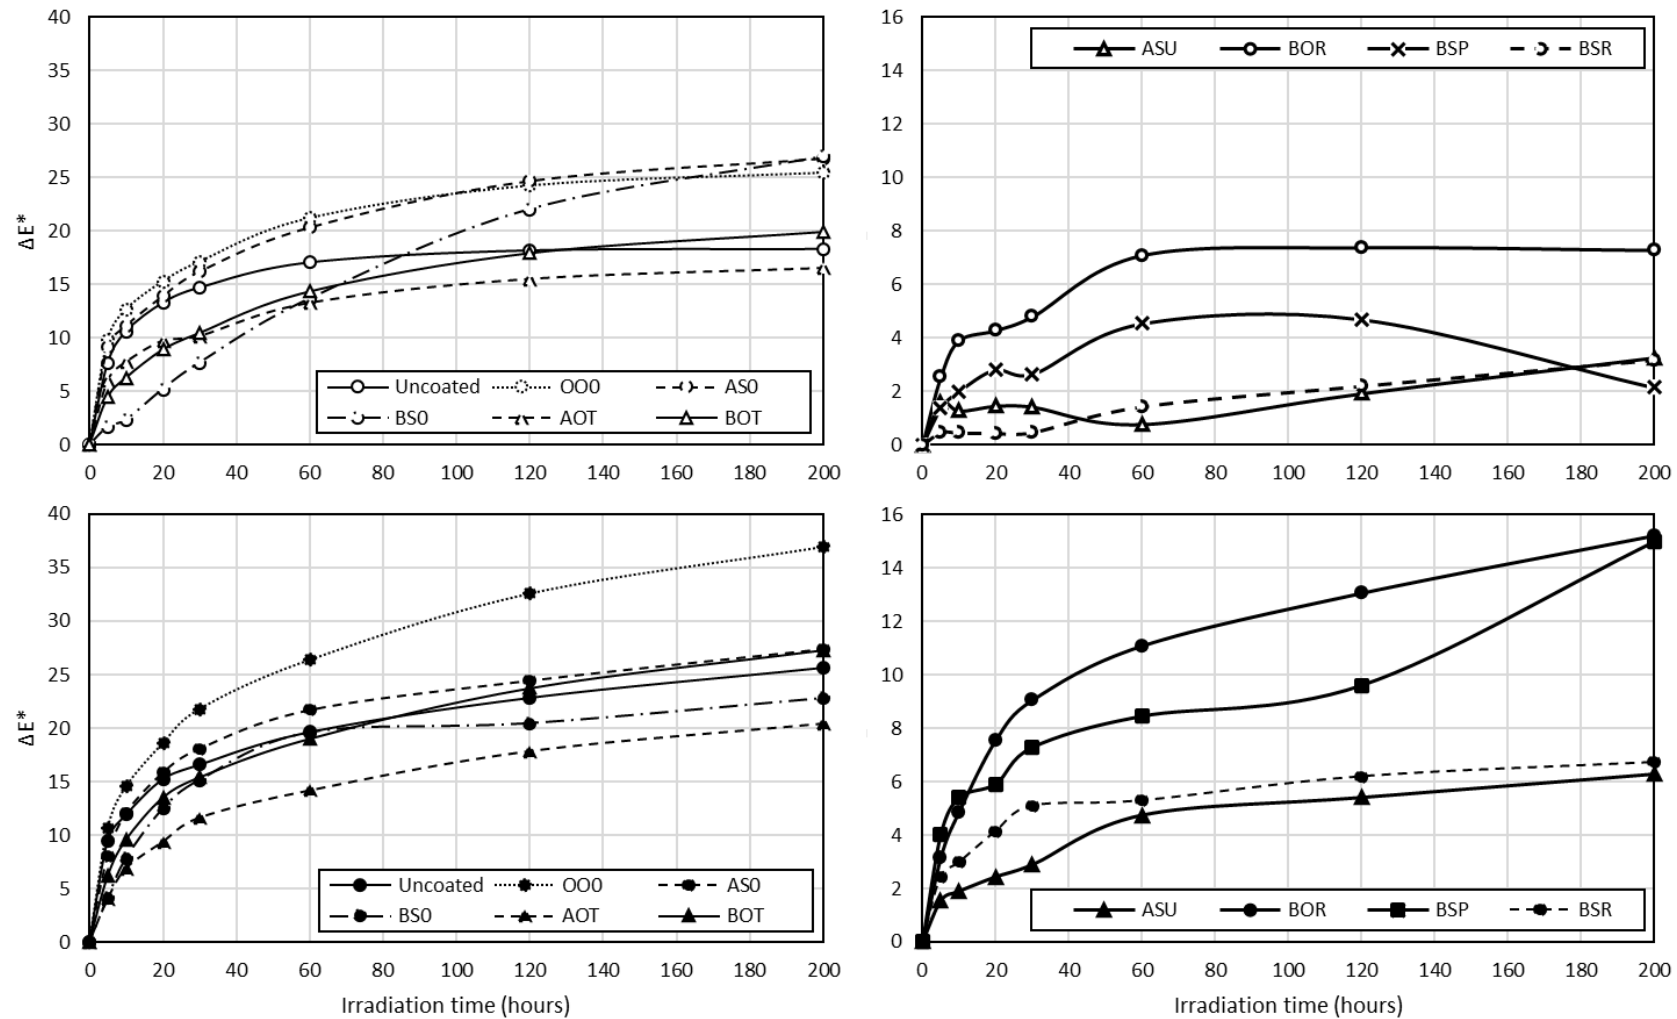 40
35
30
25
20
15
10
5
0
ΔE*
Uncoated OO0 AS0
BS0 AOT BOT
0 20 40 60 80 100 120 140 160 180 200
16
14
12
10
8
6
4
2
0
ASU BOR BSP BSR
0 20 40 60 80 100 120 140 160 180 200
40
35
30
25
20
15
10
5
0
ΔE*
Uncoated OO0 AS0
BS0 AOT BOT
0 20 40 60 80 100 120 140 160 180 200
Irradiation time (hours)
16
14
12
10
8
6
4
2
0
ASU BOR BSP BSR
0 20 40 60 80 100 120 140 160 180 200
Irradiation time (hours)